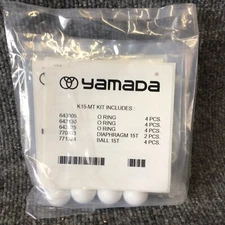 yamada
K15-MT KIT INCLUDES:
O RING 4 PCS.
O RING 4 PCS.
O RING 4 PCS.
DIAPHRAGM 15T 2 PCS.
BALL 15T 4 PCS.